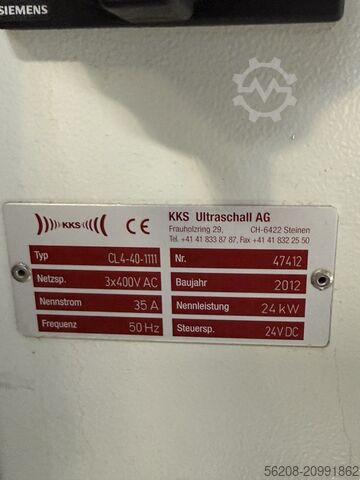 SIEMENS
KKS
CE
KKS Ultraschall AG
Frauholzring 29, CH-6422 Steinen
Tel. +41 41 833 87 87, Fax +41 41 832 25 50
Typ CL4-40-1111
Nr. 47412
Netzsp. 3x400V AC
Baujahr 2012
Nennstrom 35 A
Nennleistung 24 kW
Frequenz 50 Hz
Steuersp. 24V DC
56208-20991862